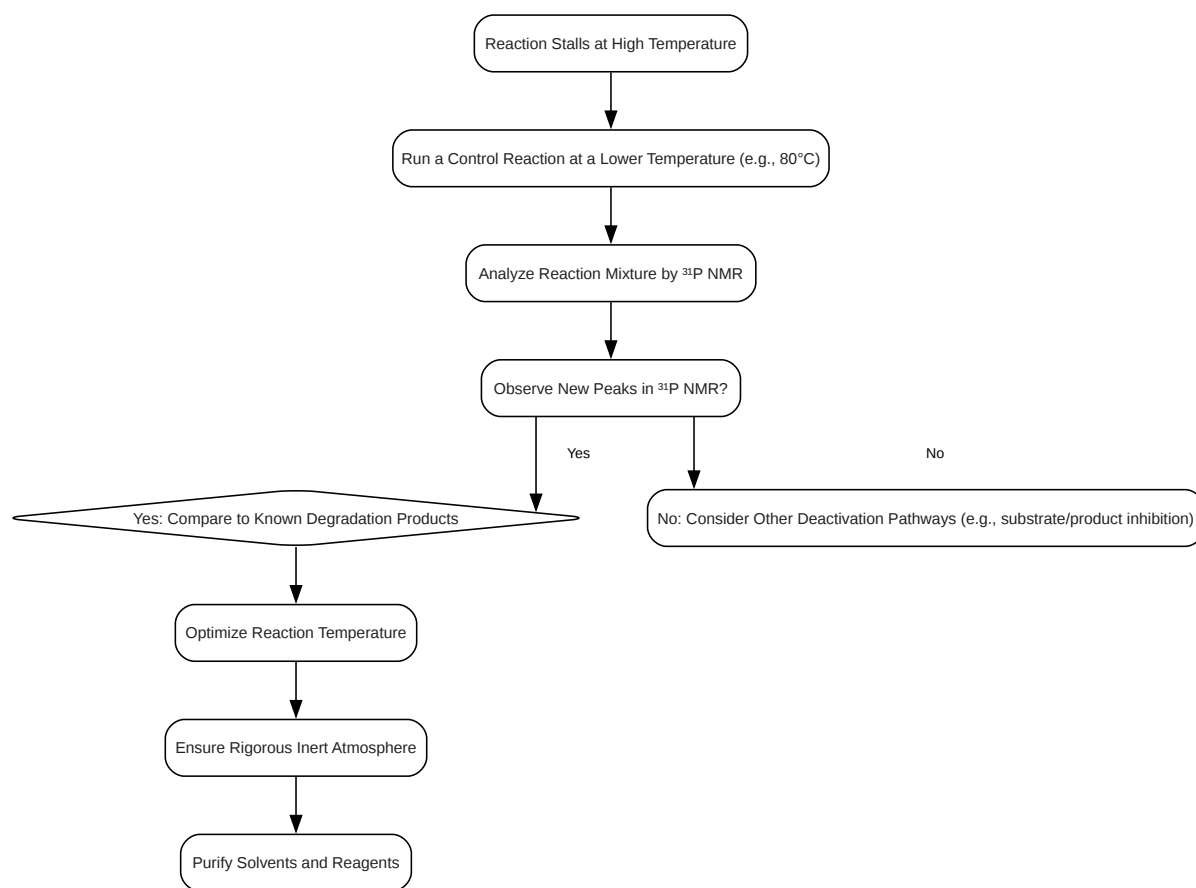 Reaction Stalls at High Temperature
Run a Control Reaction at a Lower Temperature (e.g., 80°C)
Analyze Reaction Mixture by ³¹P NMR
Observe New Peaks in ³¹P NMR?
Yes
No
Yes: Compare to Known Degradation Products
No: Consider Other Deactivation Pathways (e.g., substrate/product inhibition)
Optimize Reaction Temperature
Ensure Rigorous Inert Atmosphere
Purify Solvents and Reagents